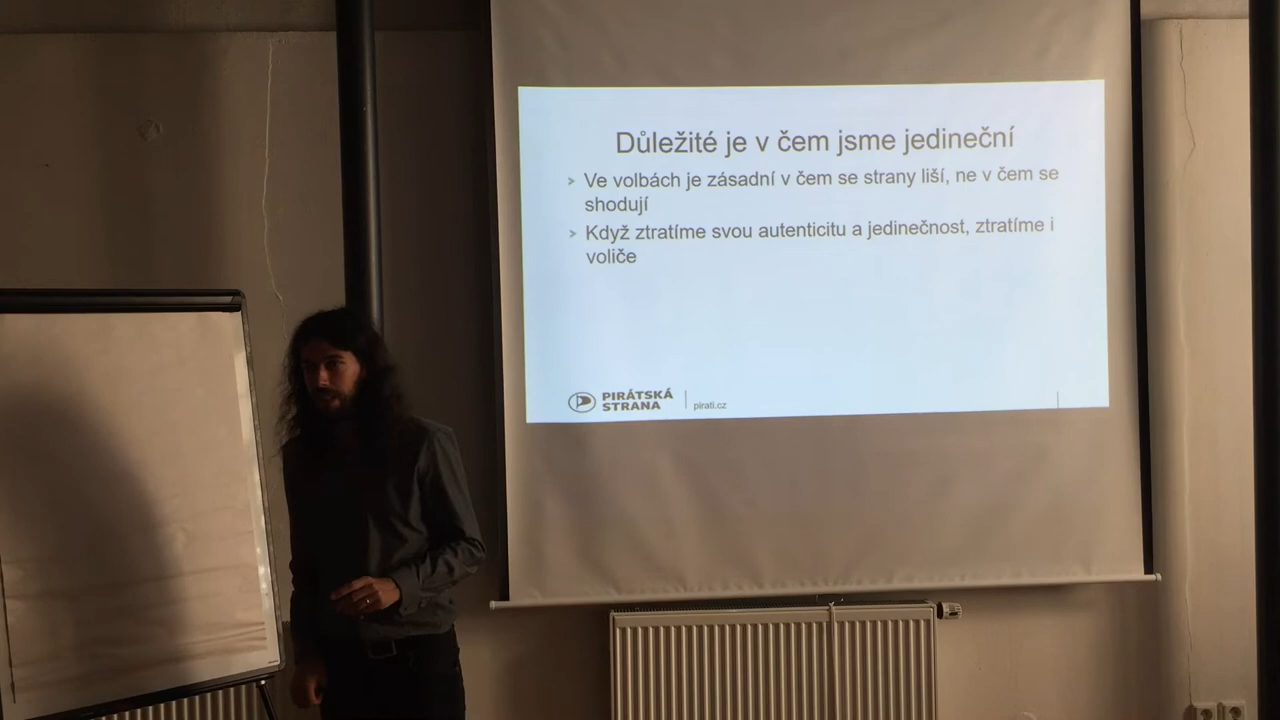 Důležité je v čem jsme jedineční
> Ve volbách je zásadní v čem se strany liší, ne v čem se
shodují
> Když ztratíme svou autenticitu a jedinečnost, ztratíme i
voliče
PIRÁTSKÁ
STRANA
pirati.cz